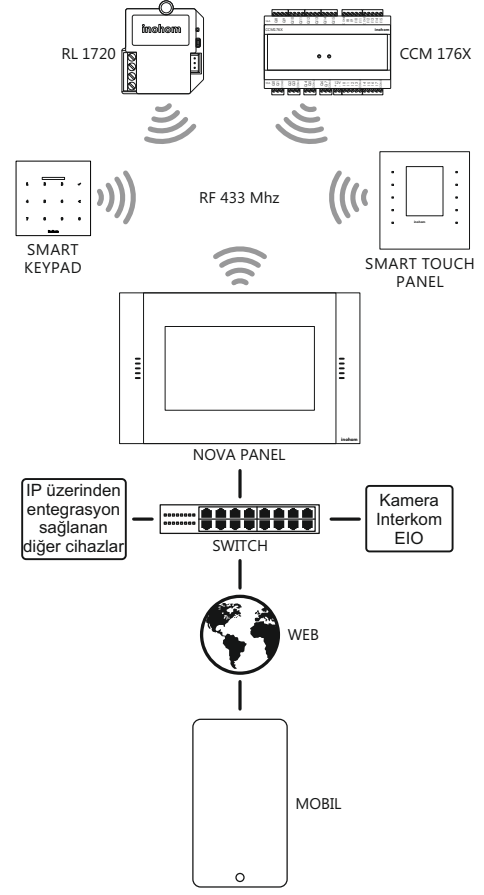 inohom
RL 1720
CCM176X
inohom
CCM 176X
RF 433 Mhz
SMART
KEYPAD
SMART TOUCH
PANEL
inohom
NOVA PANEL
IP üzerinden
entegrasyon
sağlanan
diğer cihazlar
SWITCH
Kamera
Interkom
EIO
WEB
MOBIL